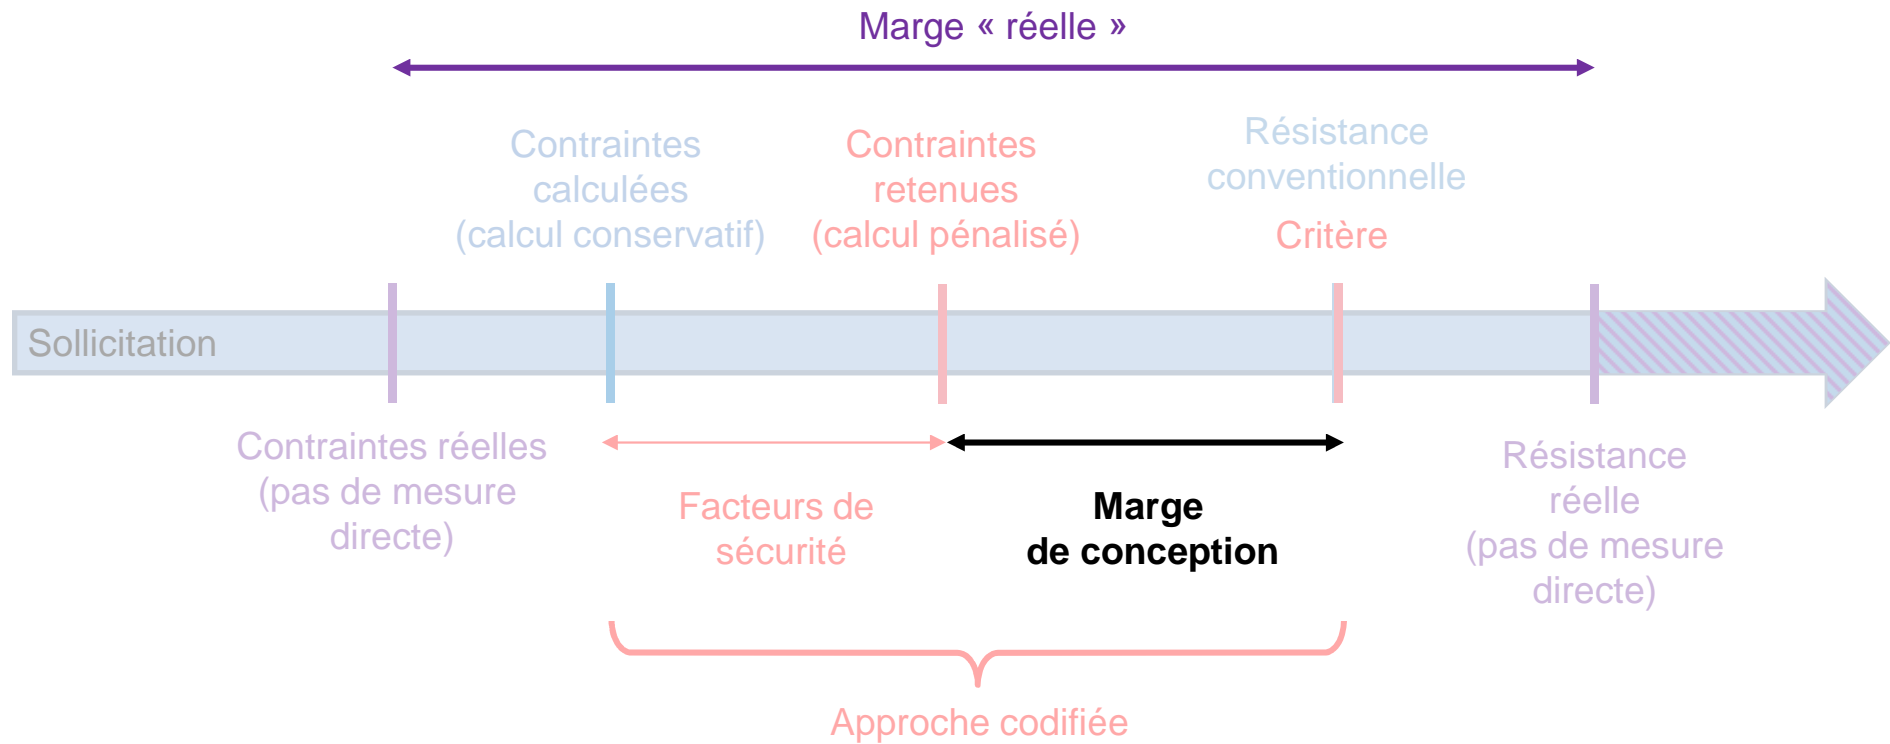 Marge « réelle »
Contraintes
calculées
(calcul conservatif)
Contraintes
retenues
(calcul pénalisé)
Résistance
conventionnelle
Critère
Sollicitation
Contraintes réelles
(pas de mesure
directe)
Facteurs de
sécurité
Marge
de conception
Résistance
réelle
(pas de mesure
directe)
Approche codifiée